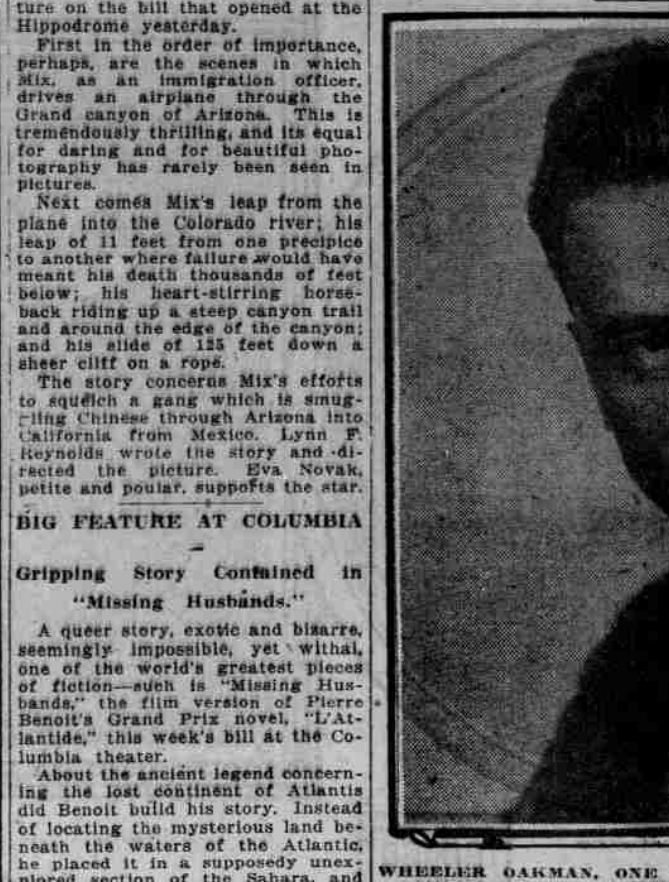 ture on the bill that opened at the
Hippodrome yesterday.
First in the order of importance,
perhaps, are the scenes in which
Mix, as an immigration officer,
drives an airplane through the
Grand canyon of Arizona. This is
tremendously thrilling, and its equal
for daring and for beautiful pho-
tography has rarely been seen in
pictures.
Next comes Mix's leap from the
plane into the Colorado river; his
leap of 11 feet from one precipice
to another where failure would have
meant his death thousands of feet
below; his heart-stirring horse-
back riding up a steep canyon trail
and around the edge of the canyon;
and his slide of 125 feet down a
sheer cliff on a rope.
The story concerns Mix's efforts
to squelch a gang which is smug-
gling Chinese through Arizona into
California from Mexico. Lynn F.
Reynolds wrote the story and di-
rected the picture. Eva Novak,
petite and poular, supports the star.
BIG FEATURE AT COLUMBIA
Gripping Story Contained in
"Missing Husbands."
A queer story, exotic and bizarre,
seemingly impossible, yet withal,
one of the world's greatest pieces
of fiction—such is "Missing Hus-
bands," the film version of Pierre
Benoit's Grand Prix novel, "L'At-
lantide," this week's bill at the Co-
lumbia theater.
About the ancient legend concern-
ing the lost continent of Atlantis
did Benoit build his story. Instead
of locating the mysterious land be-
neath the waters of the Atlantic,
he placed it in a supposedy unex-
plored section of the Sahara, and
WHEELER OAKMAN, ONE